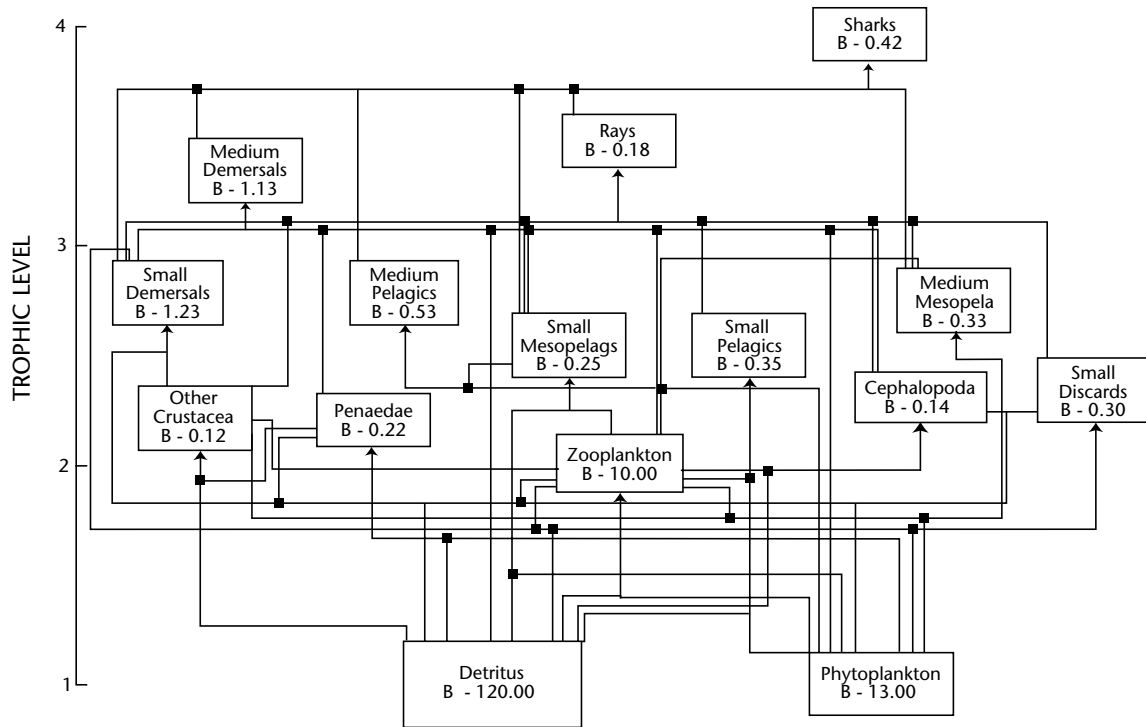 4
Sharks
B - 0.42
Rays
B - 0.18
Medium
Demersals
B - 1.13
TROPHIC LEVEL
3
Small
Demersals
B - 1.23
Medium
Pelagics
B - 0.53
Medium
Mesopela
B - 0.33
Small
Mesopelags
B - 0.25
Small
Pelagics
B - 0.35
Small
Discards
B - 0.30
Cephalopoda
B - 0.14
Other
Crustacea
B - 0.12
Penaedae
B - 0.22
2
Zooplankton
B - 10.00
Detritus
B - 120.00
Phytoplankton
B - 13.00
1